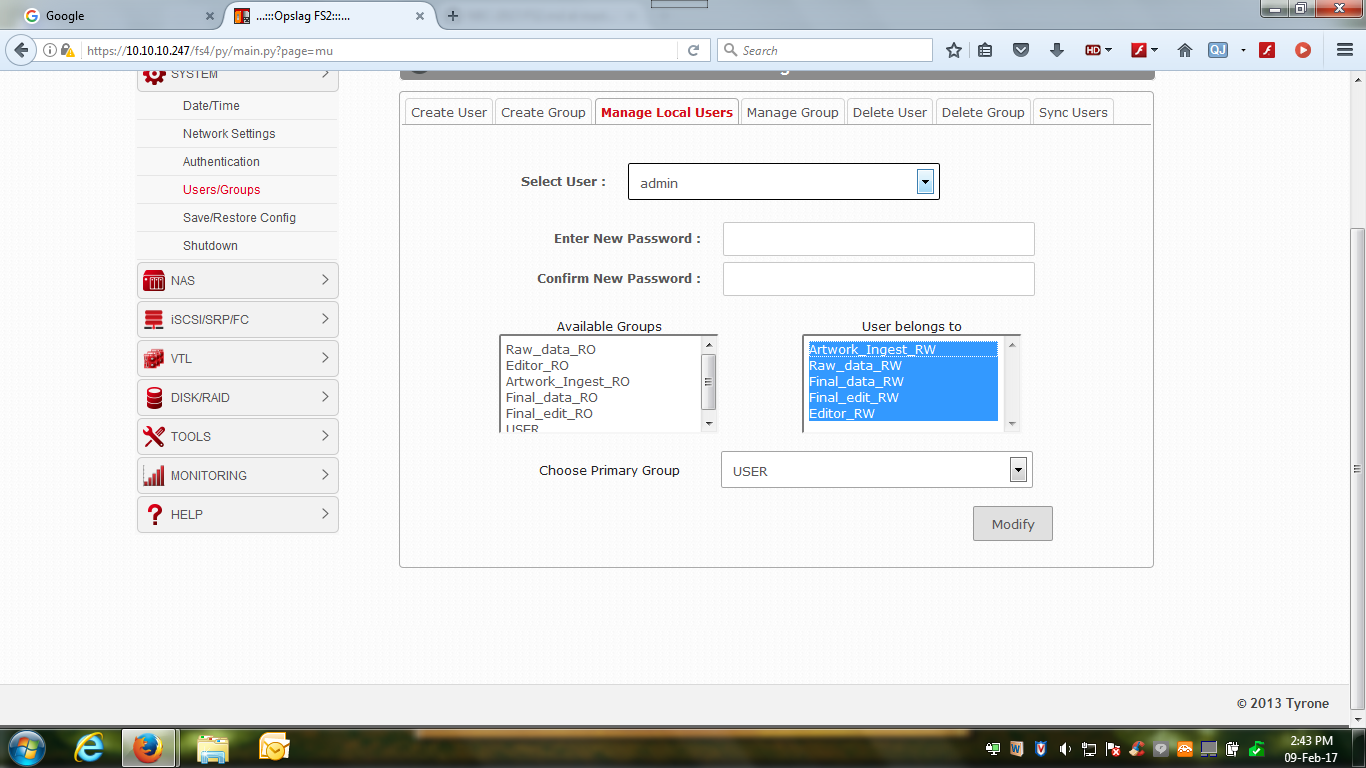 Google
...:::Opslag FS2:::...
https://10.10.10.247/fs4/py/main.py?page=mu
Search
HD
QJ
SYSTEM
Date/Time
Network Settings
Authentication
Users/Groups
Save/Restore Config
Shutdown
NAS
iSCSI/SRP/FC
VTL
DISK/RAID
TOOLS
MONITORING
HELP
Create User
Create Group
Manage Local Users
Manage Group
Delete User
Delete Group
Sync Users
Select User :
admin
Enter New Password :
Confirm New Password :
Available Groups
Raw_data_RO
Editor_RO
Artwork_Ingest_RO
Final_data_RO
Final_edit_RO
USER
User belongs to
Artwork_Ingest_RW
Raw_data_RW
Final_data_RW
Final_edit_RW
Editor_RW
Choose Primary Group
USER
Modify
© 2013 Tyrone
2:43 PM
09-Feb-17